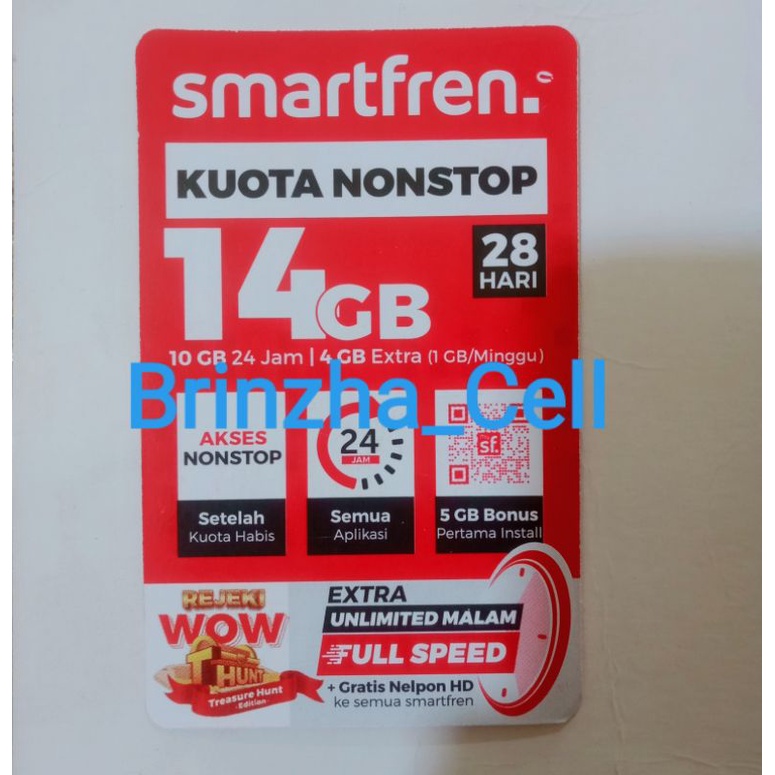 smartfren.
KUOTA NONSTOP
14GB
28
HARI
10 GB 24 Jam | 4 GB Extra (1 GB/Minggu)
Brinzha_Cell
AKSES
NONSTOP
Setelah
Kuota Habis
24
JAM
Semua
Aplikasi
sf.
5 GB Bonus
Pertama Install
REJEKI
WOW
HUNT
Treasure Hunt
-Edition-
EXTRA
UNLIMITED MALAM
FULL SPEED
+ Gratis Nelpon HD
ke semua smartfren